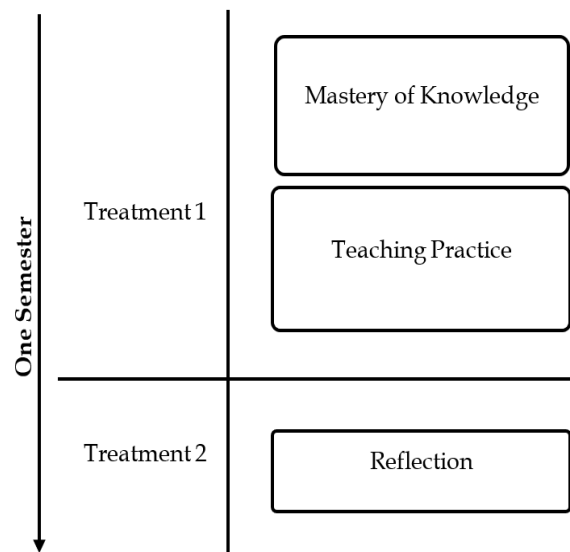 One Semester
Treatment 1
Mastery of Knowledge
Teaching Practice
Treatment 2
Reflection